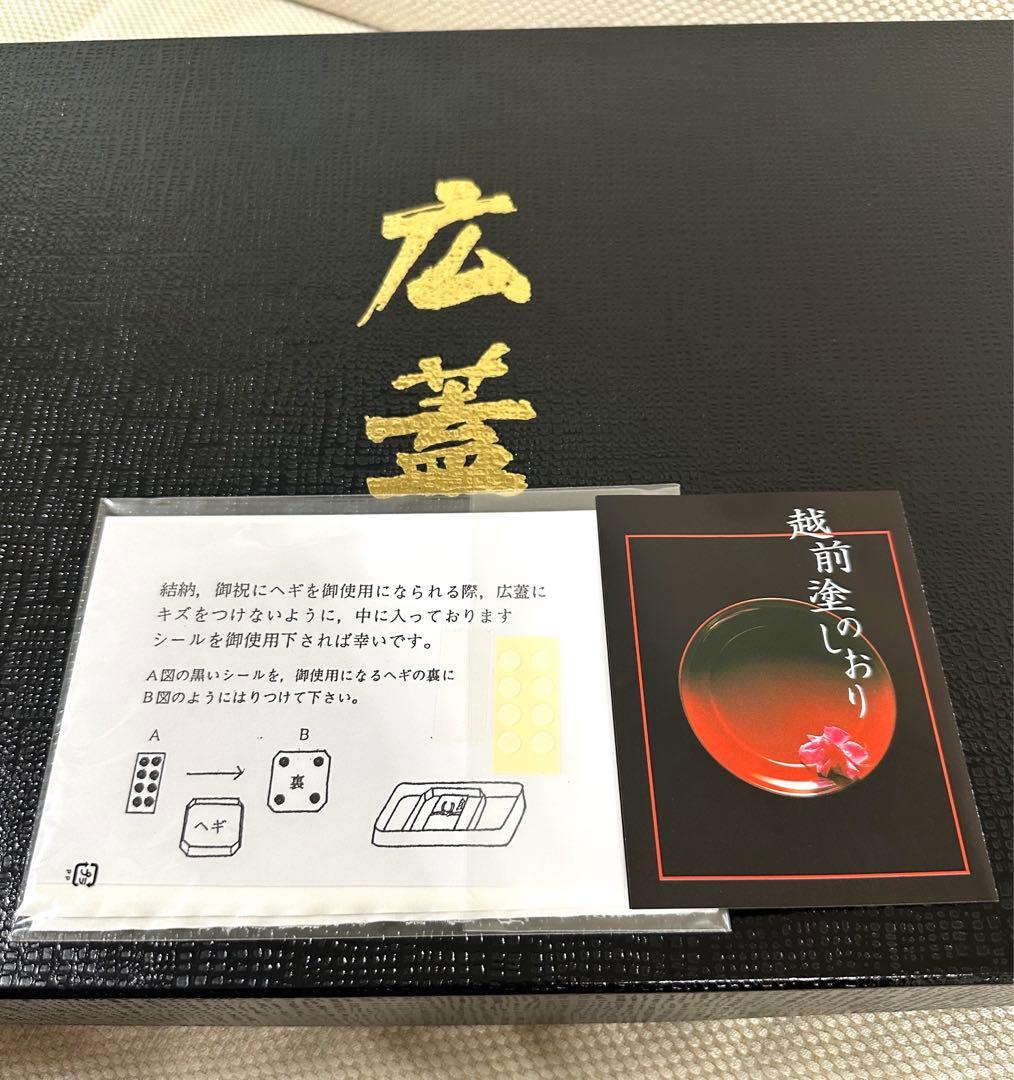 広蓋
結納，御祝にヘギを御使用になられる際，広蓋に
キズをつけないように，中に入っております
シールを御使用下されば幸いです。
A図の黒いシールを，御使用になるヘギの裏に
B図のようにはりつけて下さい。
A
B
裏
ヘギ
プラ
PP
越前塗のしおり